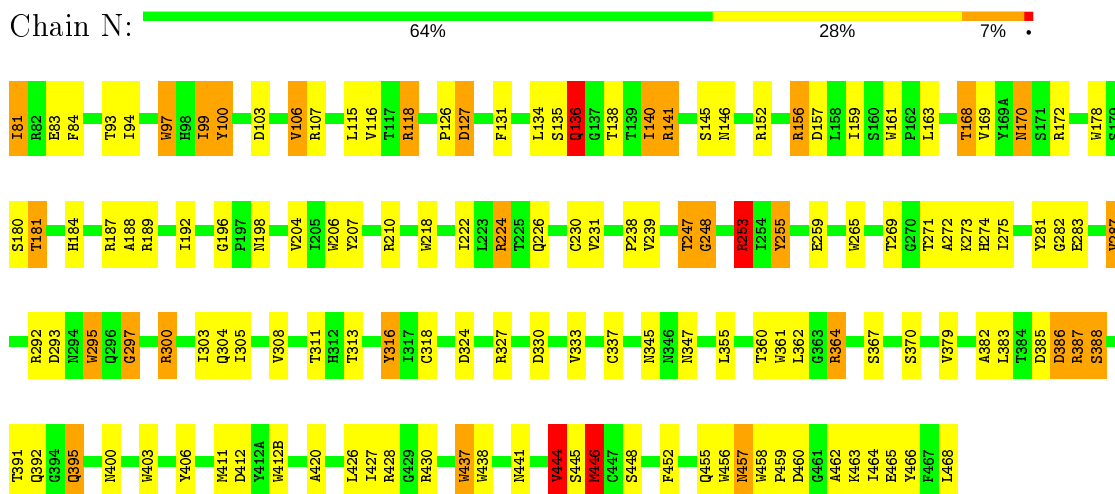 Chain N:
64% 28% 7% •
I81 R82 E83 F84 T93 I94 W97 H98 I99 Y100 D103 V106 R107 L115 V116 T117 R118 P126 D127 F131 L134 S135 Q136 G137 T138 T139 I140 R141 S145 N146 R152 R156 D157 L158 I159 S160 W161 P162 L163 T168 V169 Y169A N170 S171 R172 W178 S179
S180 T181 H184 R187 A188 R189 I192 G196 P197 N198 V204 I205 W206 Y207 R210 W218 I222 L223 R224 T225 Q226 C230 V231 P238 V239 T247 G248 R253 I254 Y255 E259 W265 T269 G270 T271 A272 K273 H274 I275 Y281 G282 E283 V287
R292 D293 N294 W295 Q296 G297 R300 I303 Q304 I305 V308 T311 H312 T313 Y316 I317 C318 D324 R327 D330 V333 C337 N345 N346 N347 L355 T360 W361 L362 G363 R364 S367 S370 V379 A382 L383 T384 D385 D386 R387 S388
T391 Q392 G394 Q395 N400 W403 Y406 M411 D412 Y412A W412B A420 L426 I427 R428 G429 R430 W437 W438 N441 V444 S445 M446 C447 S448 F452 Q455 W456 N457 W458 P459 D460 G461 A462 K463 I464 E465 Y466 F467 L468